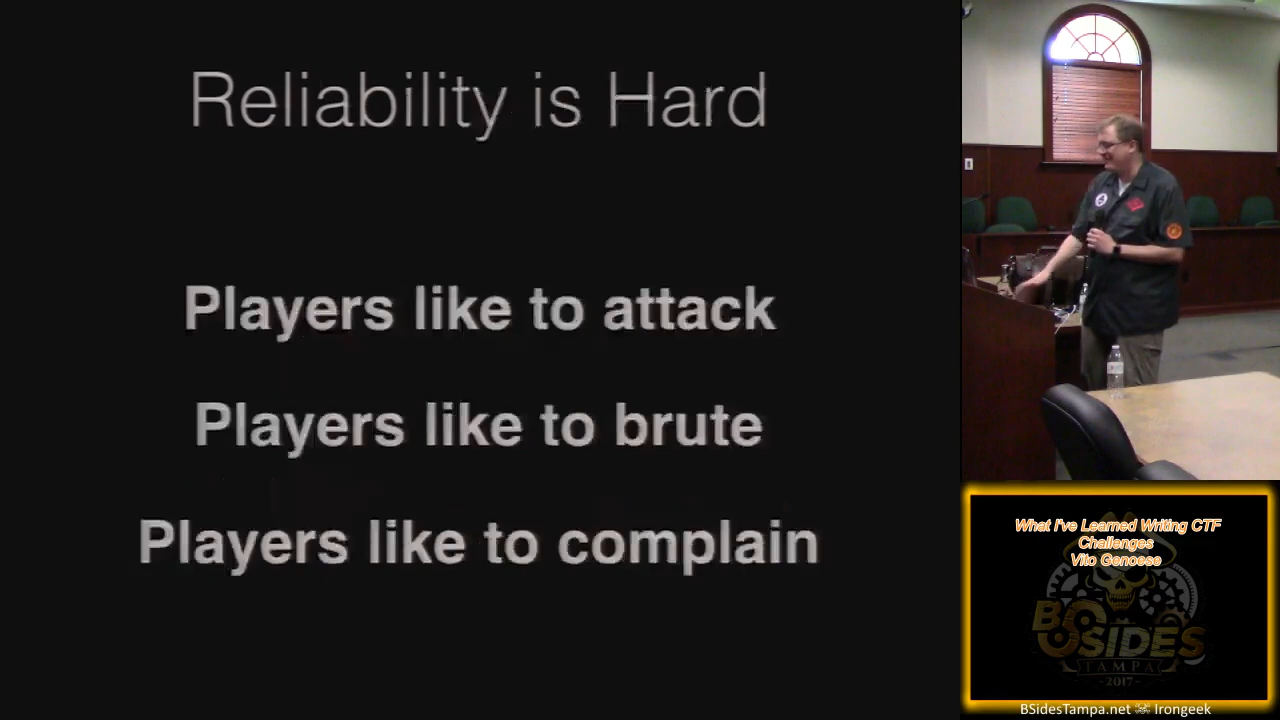 Reliability is Hard
Players like to attack
Players like to brute
Players like to complain
What I've Learned Writing CTF
Challenges
Vito Genoese
BSIDES
TAMPA
-2017-
BSidesTampa.net ☠ Irongeek